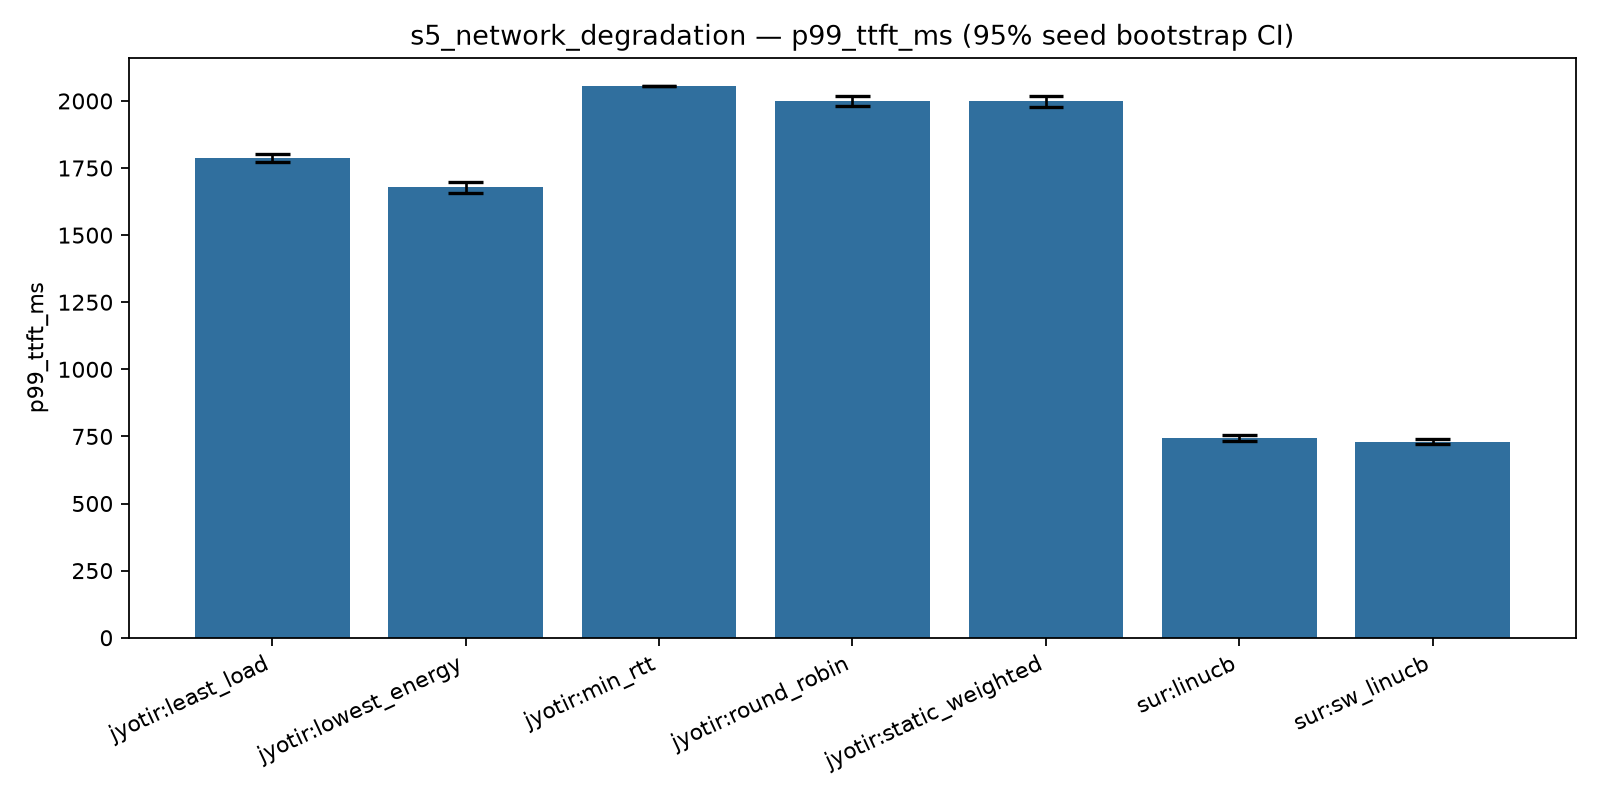 s5_network_degradation — p99_ttft_ms (95% seed bootstrap CI)
p99_ttft_ms
2000
1750
1500
1250
1000
750
500
250
0
jyotir:least_load
jyotir:lowest_energy
jyotir:min_rtt
jyotir:round_robin
jyotir:static_weighted
sur:linucb
sur:sw_linucb